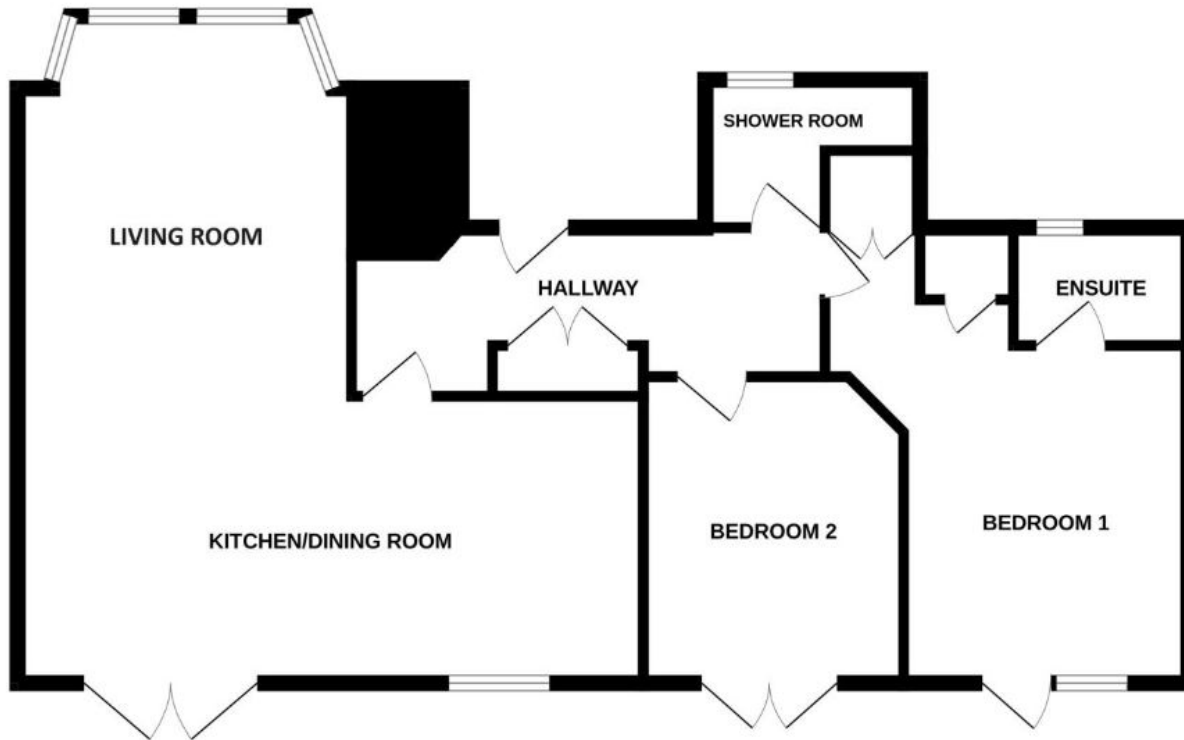 SHOWER ROOM
LIVING ROOM
HALLWAY
ENSUITE
KITCHEN/DINING ROOM
BEDROOM 2
BEDROOM 1